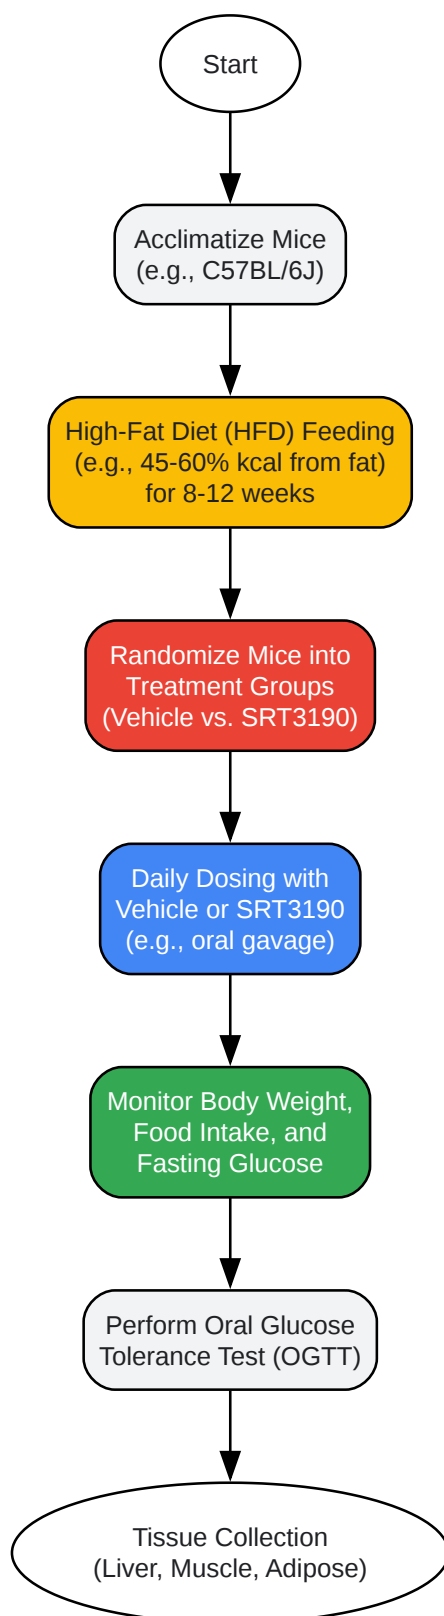 Start
Acclimatize Mice
(e.g., C57BL/6J)
High-Fat Diet (HFD) Feeding
(e.g., 45-60% kcal from fat)
for 8-12 weeks
Randomize Mice into
Treatment Groups
(Vehicle vs. SRT3190)
Daily Dosing with
Vehicle or SRT3190
(e.g., oral gavage)
Monitor Body Weight,
Food Intake, and
Fasting Glucose
Perform Oral Glucose
Tolerance Test (OGTT)
Tissue Collection
(Liver, Muscle, Adipose)